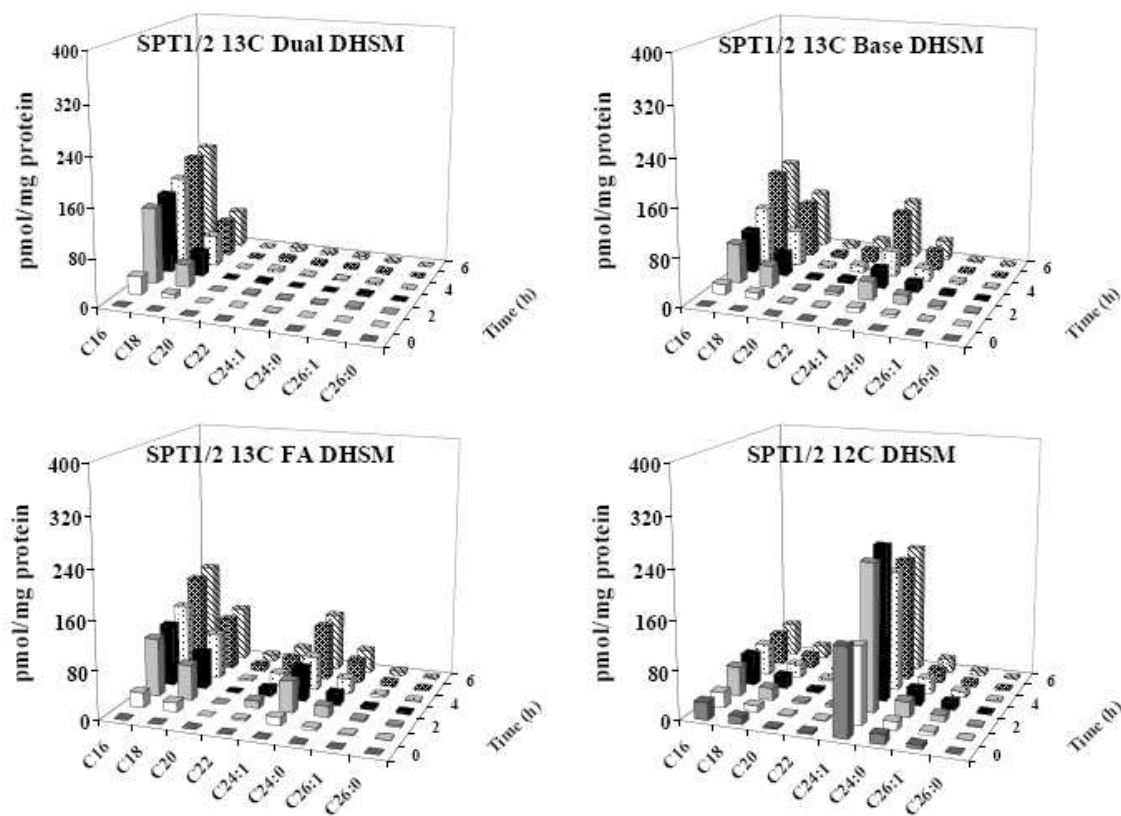 SPT1/2 13C Dual DHSM
pmol/mg protein
400
320
240
160
80
0
C16
C18
C20
C22
C24:1
C24:0
C26:1
C26:0
0
2
4
6
Time (h)
SPT1/2 13C Base DHSM
pmol/mg protein
400
320
240
160
80
0
C16
C18
C20
C22
C24:1
C24:0
C26:1
C26:0
0
2
4
6
Time (h)
SPT1/2 13C FA DHSM
pmol/mg protein
400
320
240
160
80
0
C16
C18
C20
C22
C24:1
C24:0
C26:1
C26:0
0
2
4
6
Time (h)
SPT1/2 12C DHSM
pmol/mg protein
400
320
240
160
80
0
C16
C18
C20
C22
C24:1
C24:0
C26:1
C26:0
0
2
4
6
Time (h)